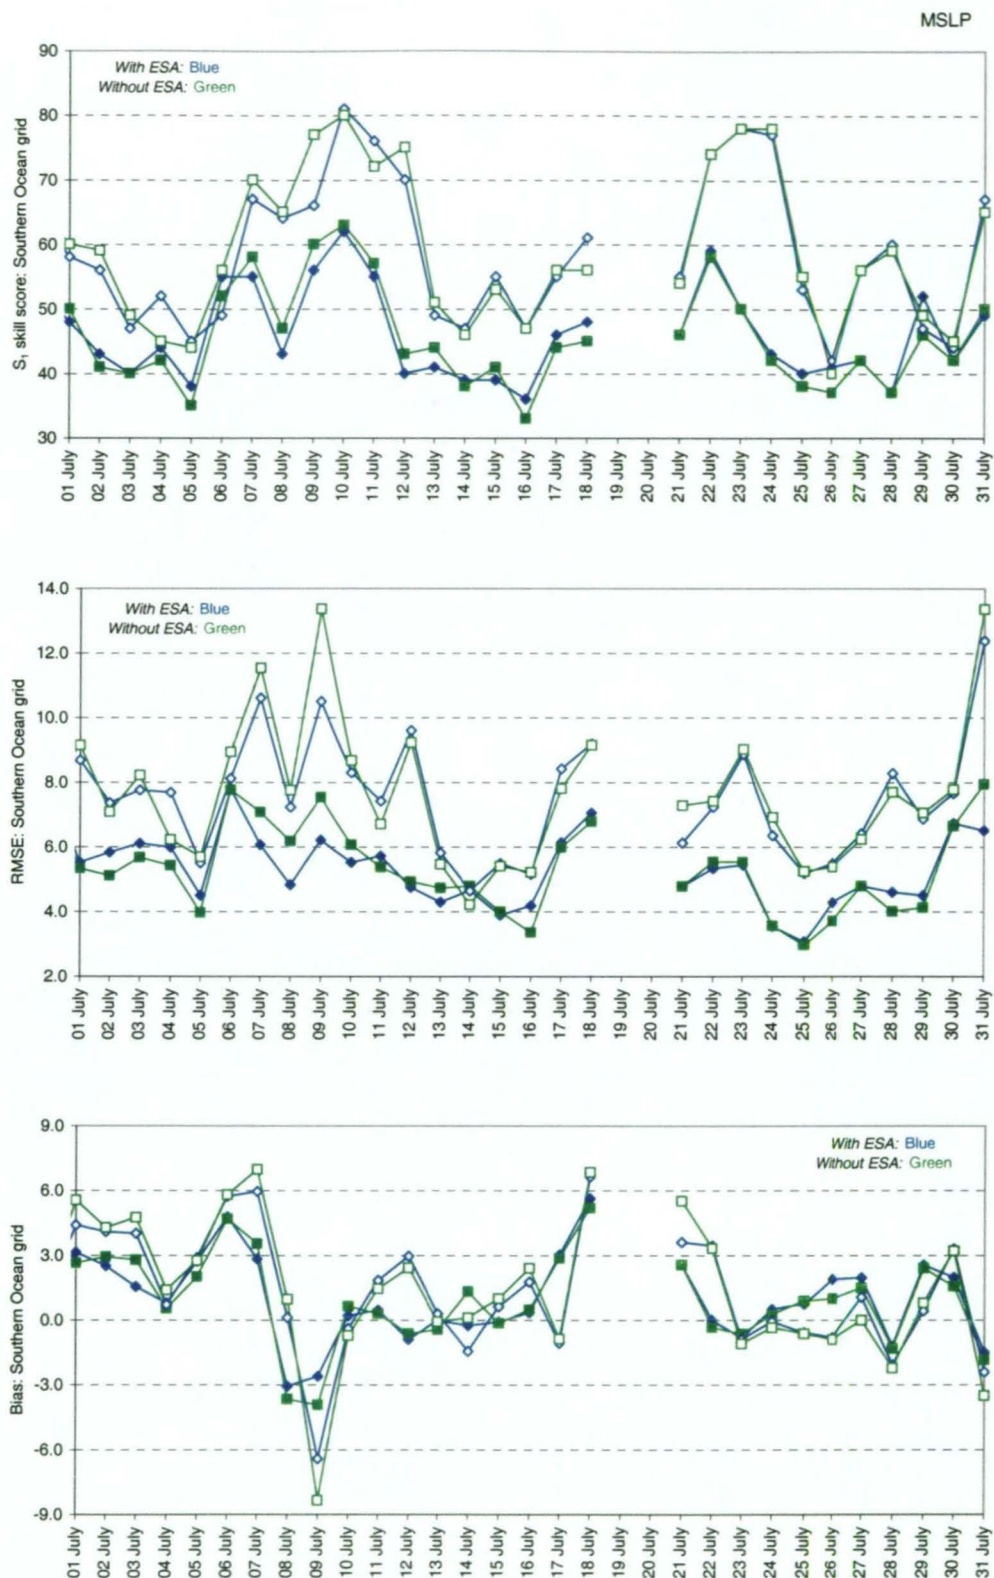 MSLP
90
With ESA: Blue
Without ESA: Green
80
70
60
50
40
30
S₁ skill score: Southern Ocean grid
01 July
02 July
03 July
04 July
05 July
06 July
07 July
08 July
09 July
10 July
11 July
12 July
13 July
14 July
15 July
16 July
17 July
18 July
19 July
20 July
21 July
22 July
23 July
24 July
25 July
26 July
27 July
28 July
29 July
30 July
31 July
14.0
With ESA: Blue
Without ESA: Green
12.0
10.0
8.0
6.0
4.0
2.0
RMSE: Southern Ocean grid
01 July
02 July
03 July
04 July
05 July
06 July
07 July
08 July
09 July
10 July
11 July
12 July
13 July
14 July
15 July
16 July
17 July
18 July
19 July
20 July
21 July
22 July
23 July
24 July
25 July
26 July
27 July
28 July
29 July
30 July
31 July
9.0
With ESA: Blue
Without ESA: Green
6.0
3.0
0.0
-3.0
-6.0
-9.0
Bias: Southern Ocean grid
01 July
02 July
03 July
04 July
05 July
06 July
07 July
08 July
09 July
10 July
11 July
12 July
13 July
14 July
15 July
16 July
17 July
18 July
19 July
20 July
21 July
22 July
23 July
24 July
25 July
26 July
27 July
28 July
29 July
30 July
31 July